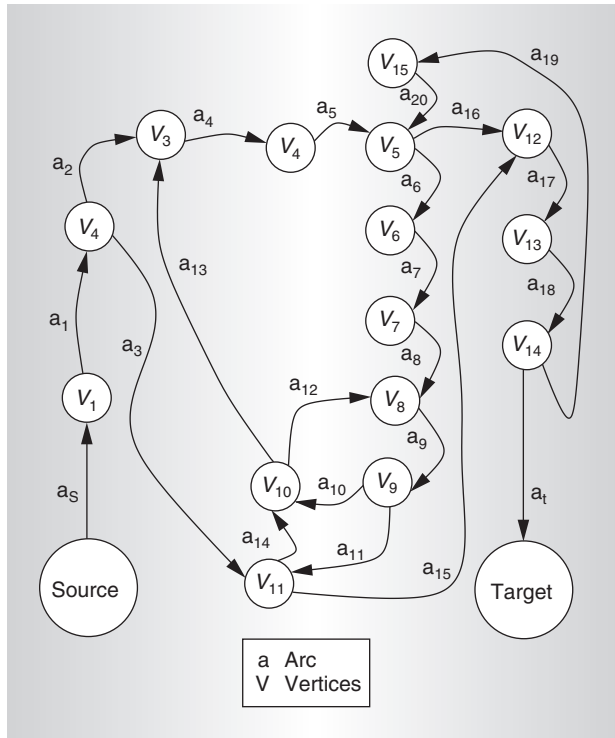 V15
a19
a20
a5
a16
V3
a4
V4
V5
V12
a2
a6
a17
V4
V6
V13
a13
a7
a18
a1
a3
V7
V14
a8
a12
V1
V8
a9
aS
V10
a10
V9
at
a14
a11
a15
V11
Source
Target
a Arc
V Vertices